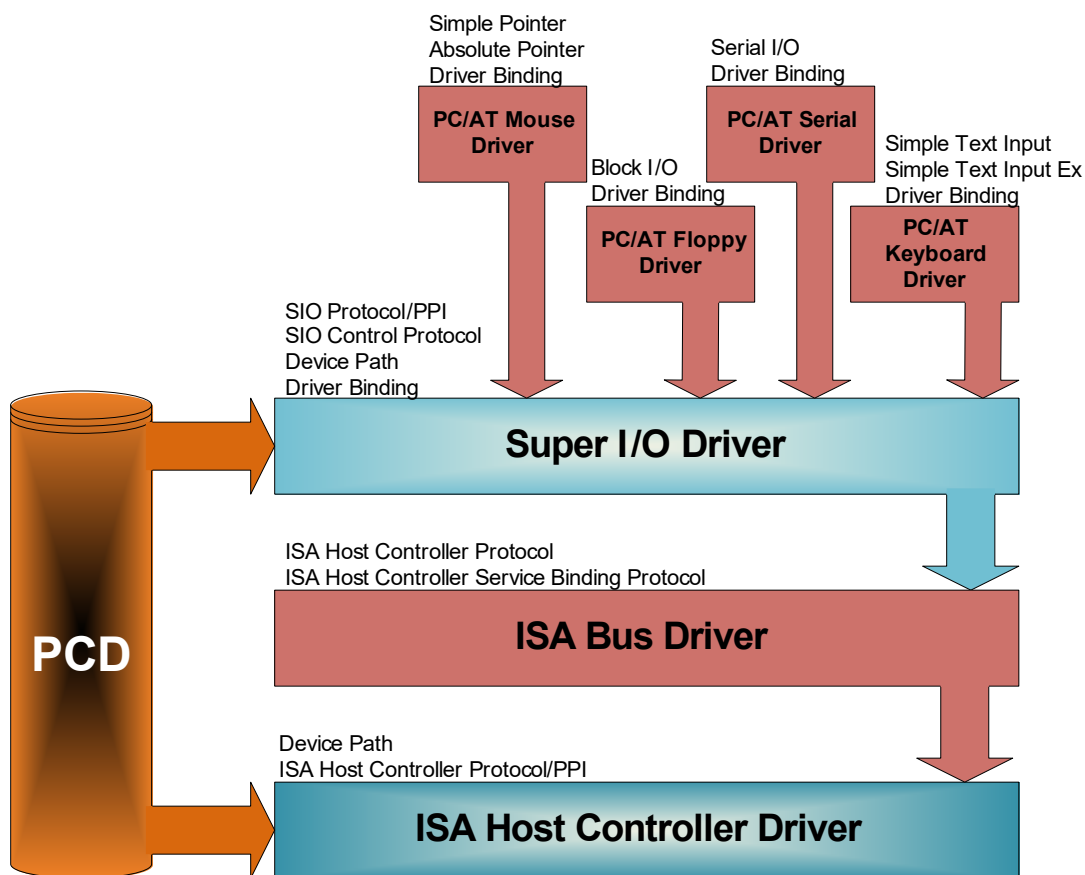 Simple Pointer
Absolute Pointer
Driver Binding
PC/AT Mouse
Driver
Serial I/O
Driver Binding
PC/AT Serial
Driver
Block I/O
Driver Binding
PC/AT Floppy
Driver
Simple Text Input
Simple Text Input Ex
Driver Binding
PC/AT
Keyboard
Driver
SIO Protocol/PPI
SIO Control Protocol
Device Path
Driver Binding
Super I/O Driver
ISA Host Controller Protocol
ISA Host Controller Service Binding Protocol
ISA Bus Driver
PCD
Device Path
ISA Host Controller Protocol/PPI
ISA Host Controller Driver